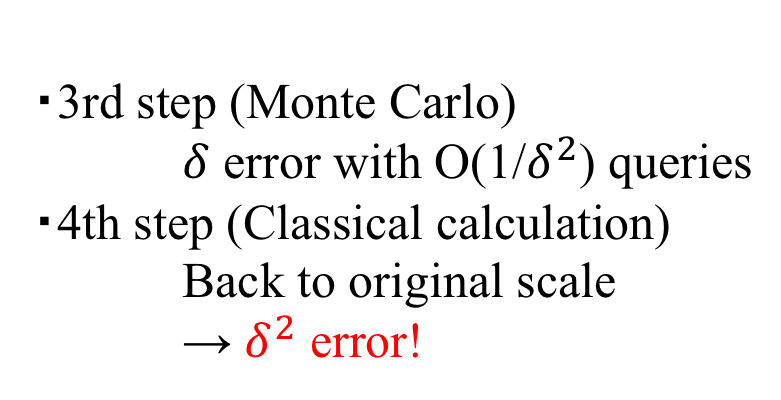 ▪3rd step (Monte Carlo)
𝛿 error with O(1/𝛿²) queries
▪4th step (Classical calculation)
Back to original scale
→ 𝛿² error!